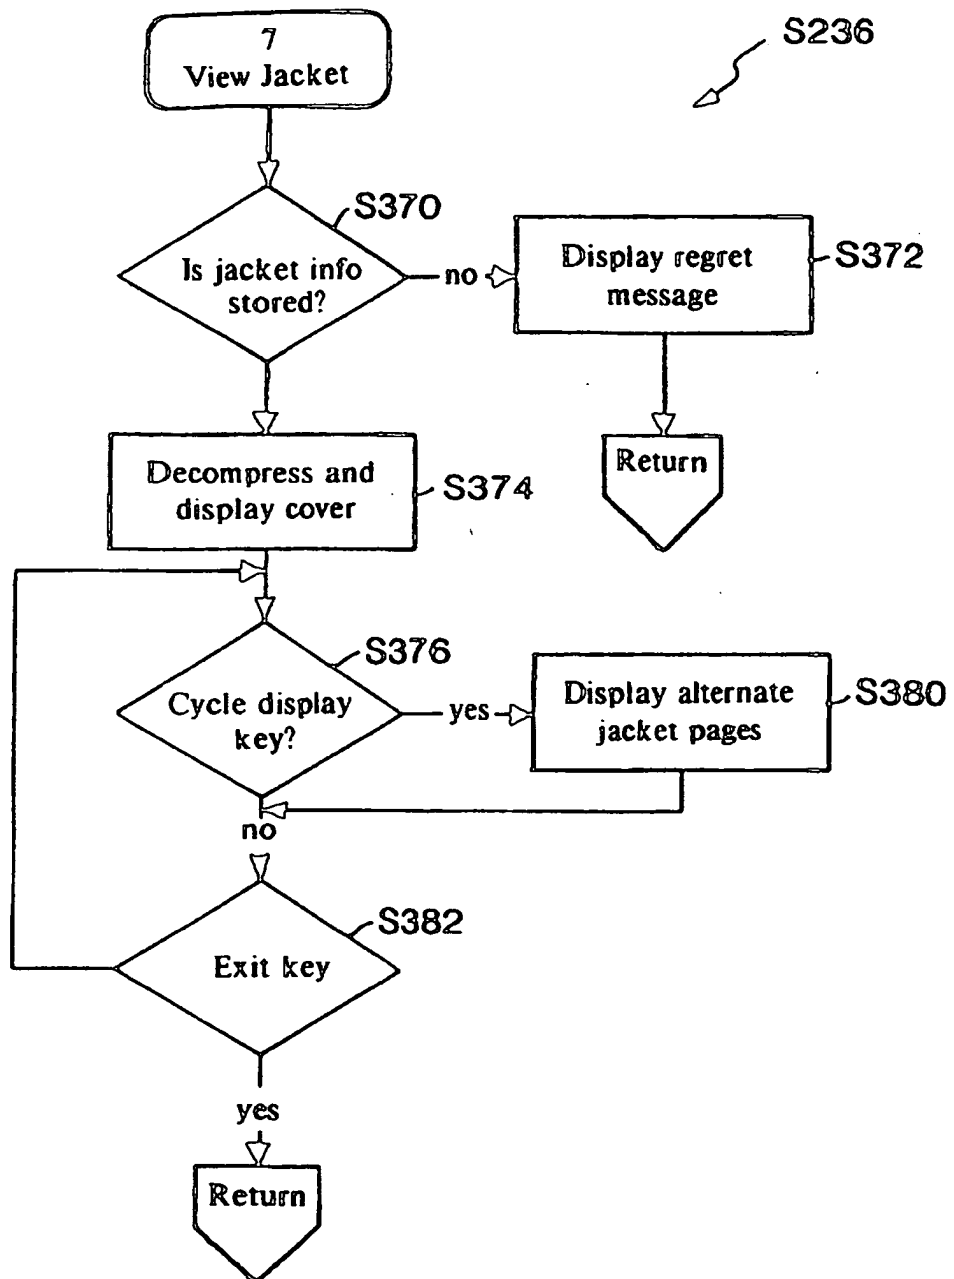 7
View Jacket
S236
S370
Is jacket info
stored?
no
Display regret
message
S372
Return
Decompress and
display cover
S374
S376
Cycle display
key?
yes
Display alternate
jacket pages
S380
no
S382
Exit key
yes
Return